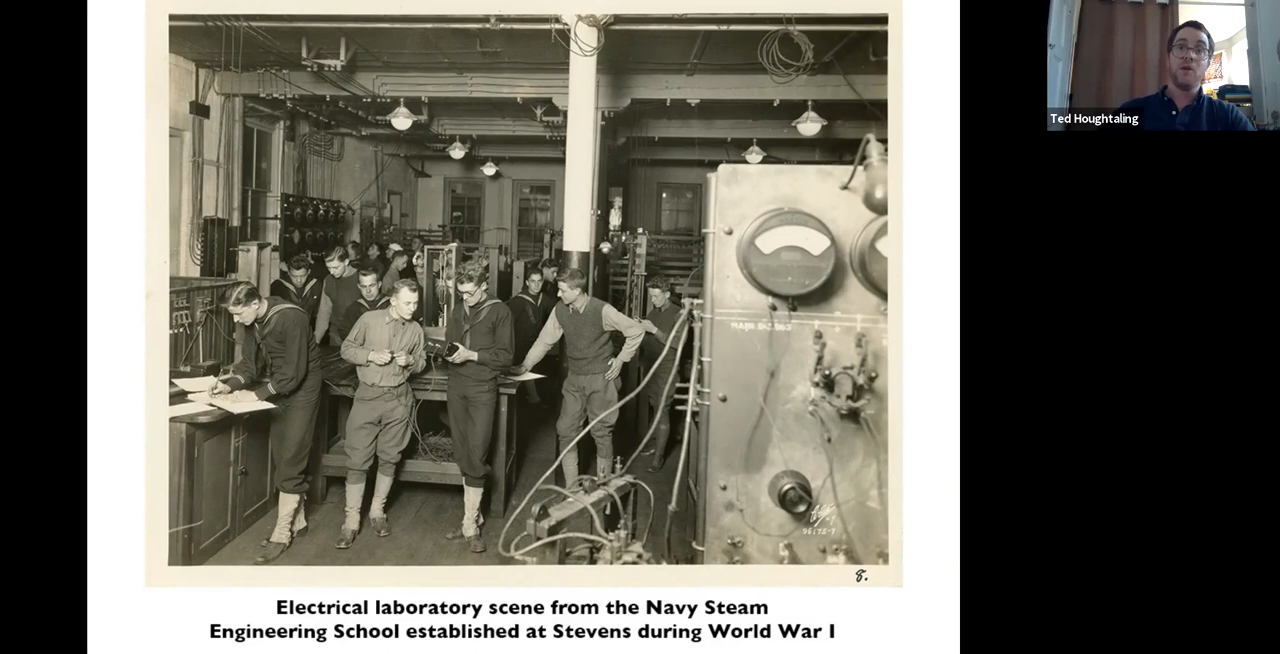 Ted Houghtaling
8.
Electrical laboratory scene from the Navy Steam
Engineering School established at Stevens during World War I